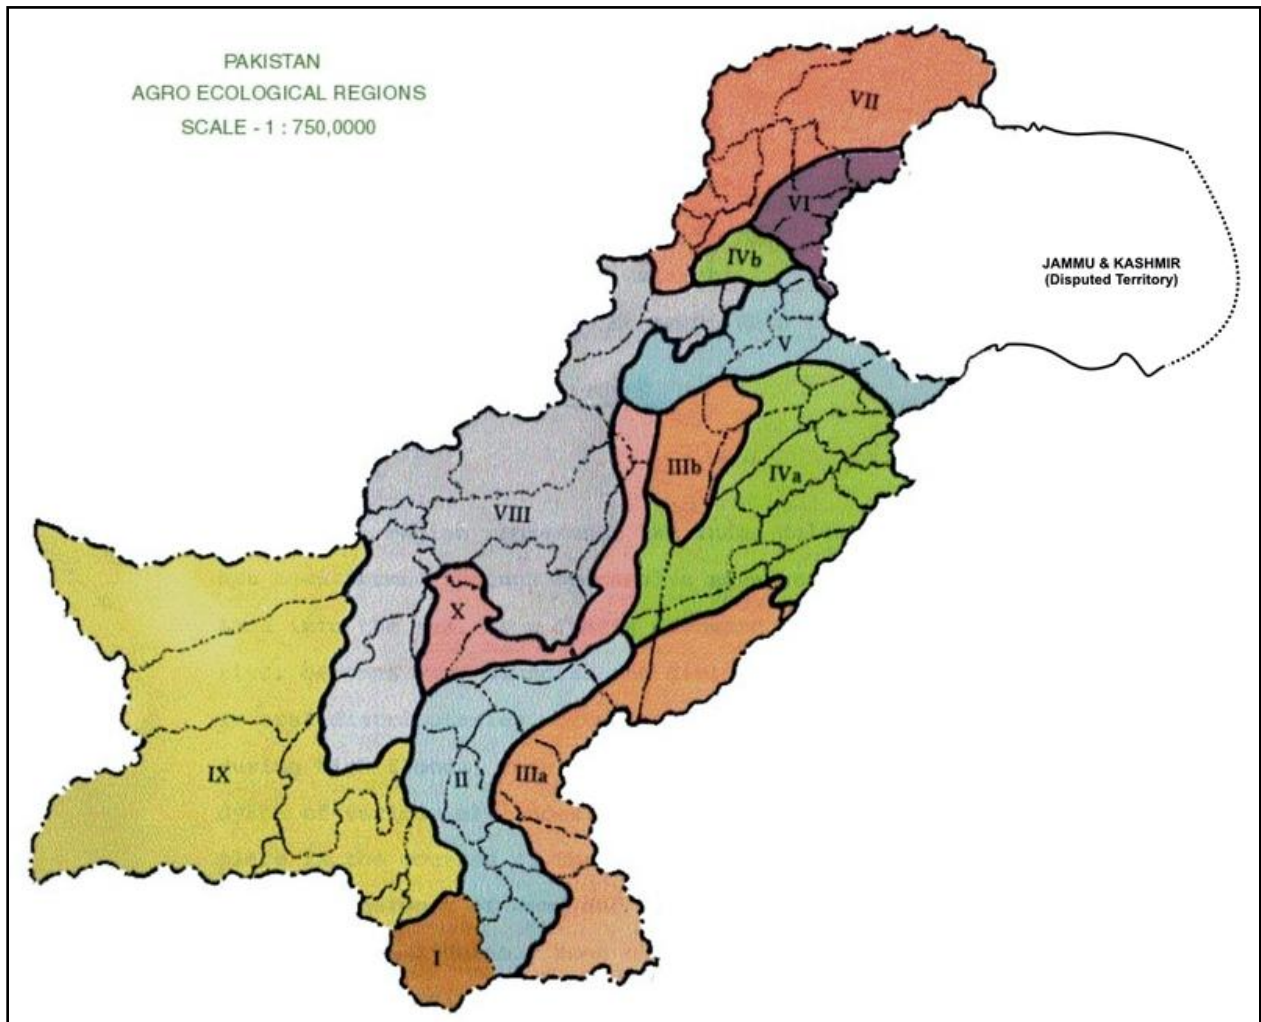 PAKISTAN
AGRO ECOLOGICAL REGIONS
SCALE - 1 : 750,0000
VII
VI
IVb
JAMMU & KASHMIR
(Disputed Territory)
V
IIIb
IVa
VIII
X
IX
II
IIIa
I